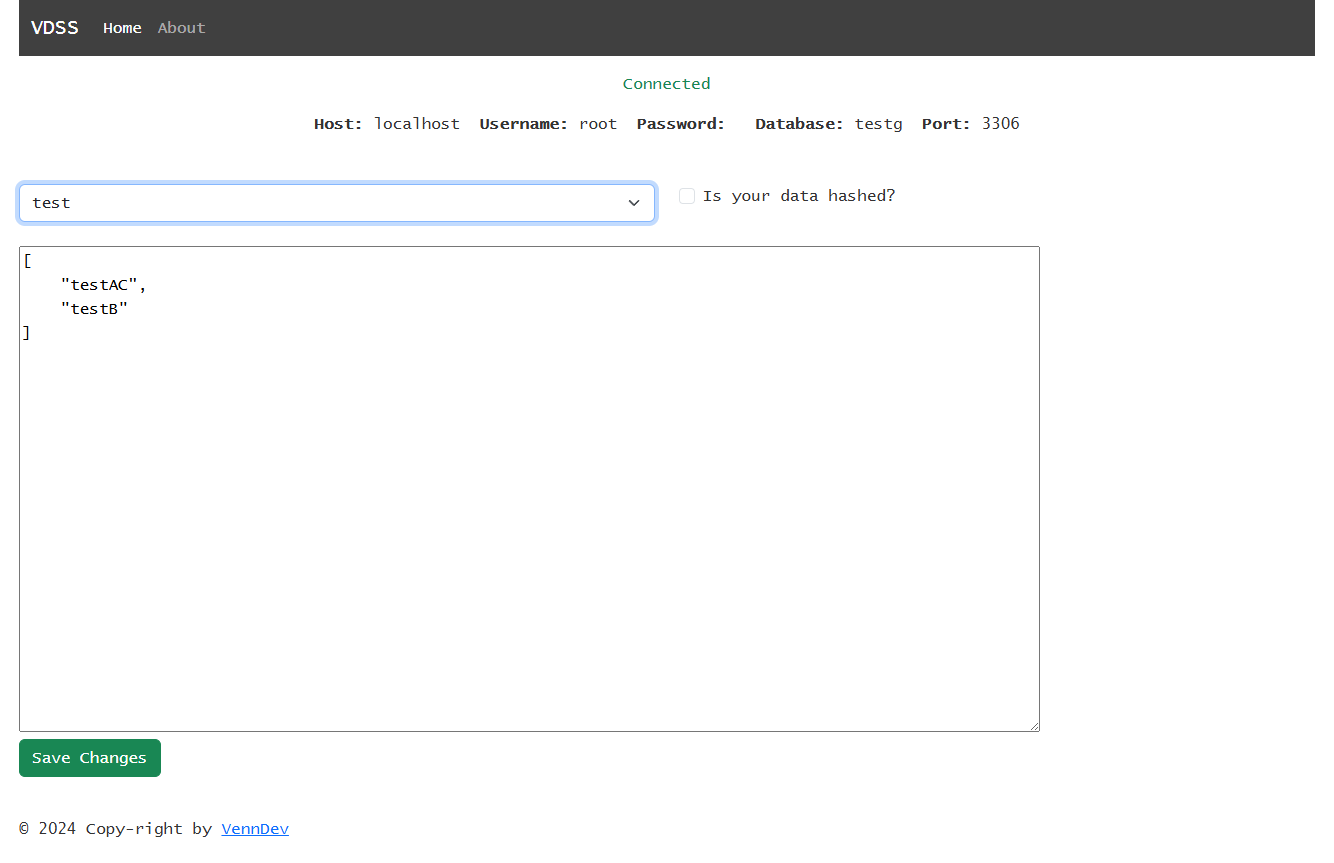 VDSS Home About
Connected
Host: localhost Username: root Password: Database: testg Port: 3306
test
Is your data hashed?
[
    "testAC",
    "testB"
]
Save Changes
© 2024 Copy-right by VennDev